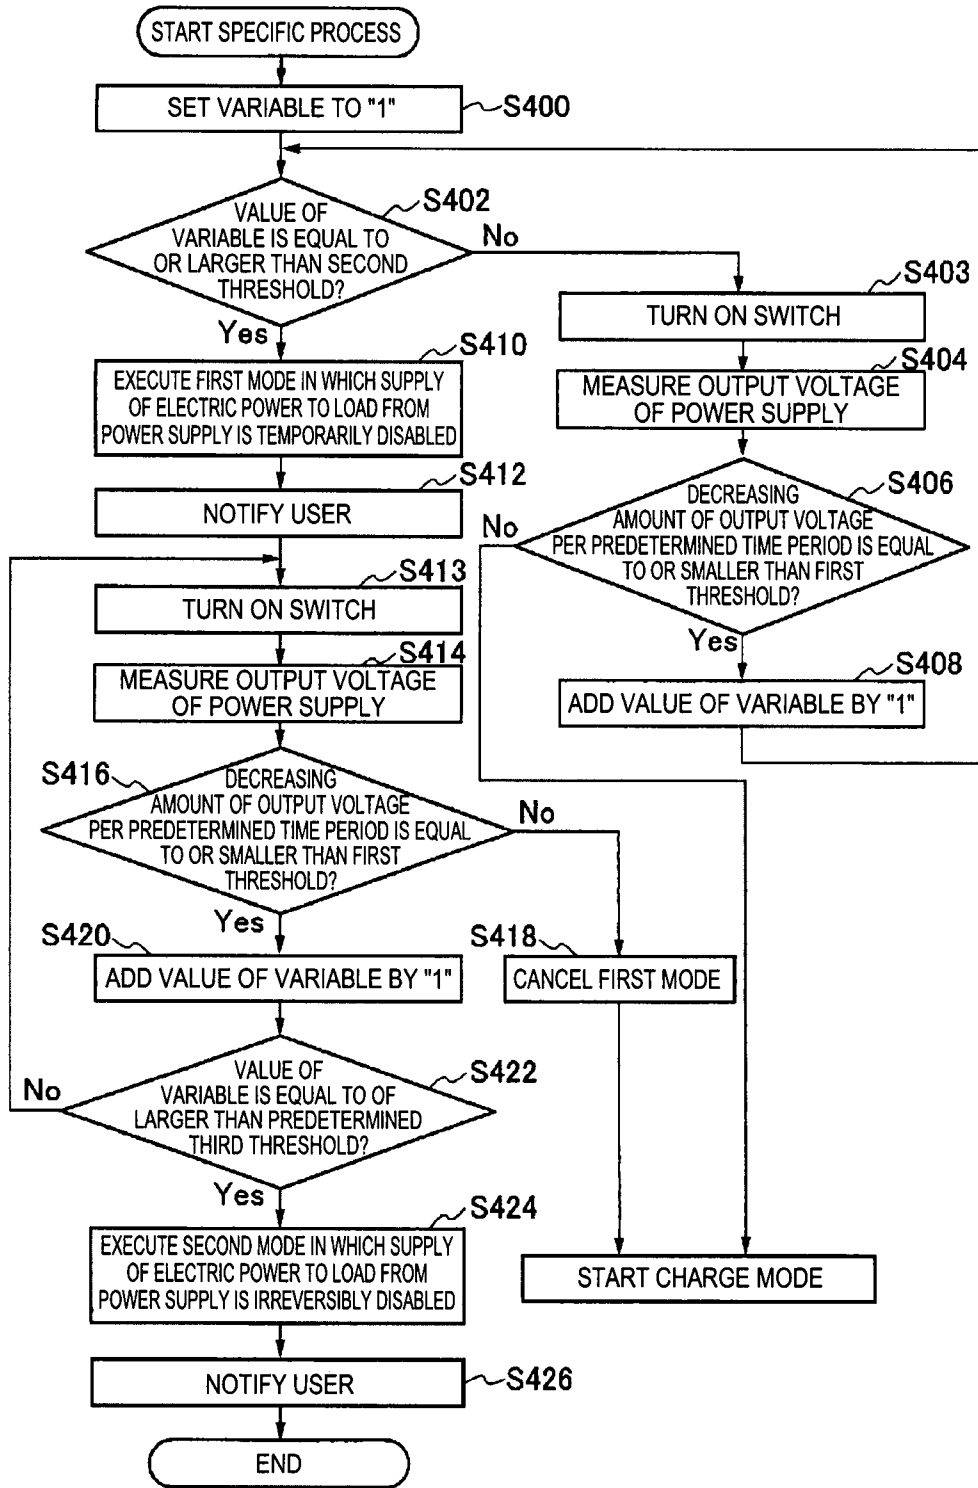 START SPECIFIC PROCESS
SET VARIABLE TO "1"
S400
S402
VALUE OF
VARIABLE IS EQUAL TO
OR LARGER THAN SECOND
THRESHOLD?
No
Yes
S403
TURN ON SWITCH
S404
MEASURE OUTPUT VOLTAGE
OF POWER SUPPLY
S406
DECREASING
AMOUNT OF OUTPUT VOLTAGE
PER PREDETERMINED TIME PERIOD IS EQUAL
TO OR SMALLER THAN FIRST
THRESHOLD?
No
Yes
S408
ADD VALUE OF VARIABLE BY "1"
S410
EXECUTE FIRST MODE IN WHICH SUPPLY
OF ELECTRIC POWER TO LOAD FROM
POWER SUPPLY IS TEMPORARILY DISABLED
S412
NOTIFY USER
S413
TURN ON SWITCH
S414
MEASURE OUTPUT VOLTAGE
OF POWER SUPPLY
S416
DECREASING
AMOUNT OF OUTPUT VOLTAGE
PER PREDETERMINED TIME PERIOD IS EQUAL
TO OR SMALLER THAN FIRST
THRESHOLD?
No
Yes
S418
CANCEL FIRST MODE
S420
ADD VALUE OF VARIABLE BY "1"
S422
VALUE OF
VARIABLE IS EQUAL TO OF
LARGER THAN PREDETERMINED
THIRD THRESHOLD?
No
Yes
S424
EXECUTE SECOND MODE IN WHICH SUPPLY
OF ELECTRIC POWER TO LOAD FROM
POWER SUPPLY IS IRREVERSIBLY DISABLED
START CHARGE MODE
NOTIFY USER
S426
END